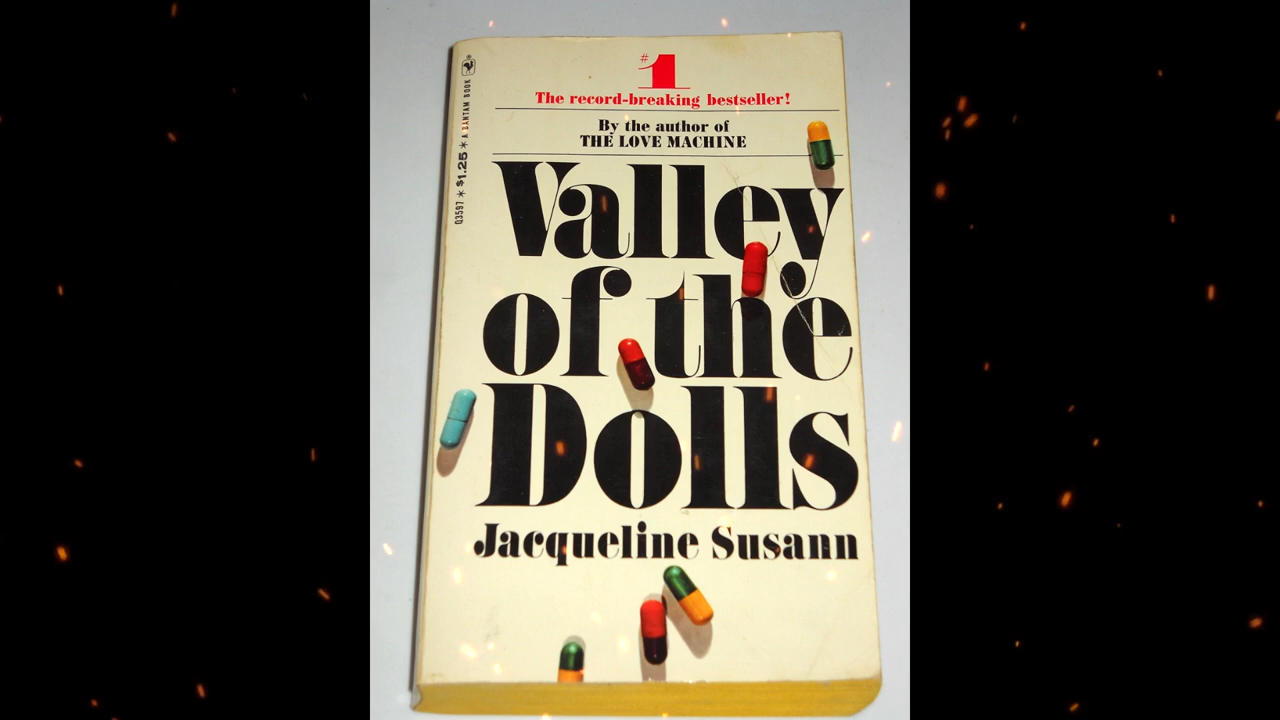 #1
The record-breaking bestseller!
By the author of
THE LOVE MACHINE
Valley
of the
Dolls
Jacqueline Susann
Q3597 * $1.25 * A BANTAM BOOK